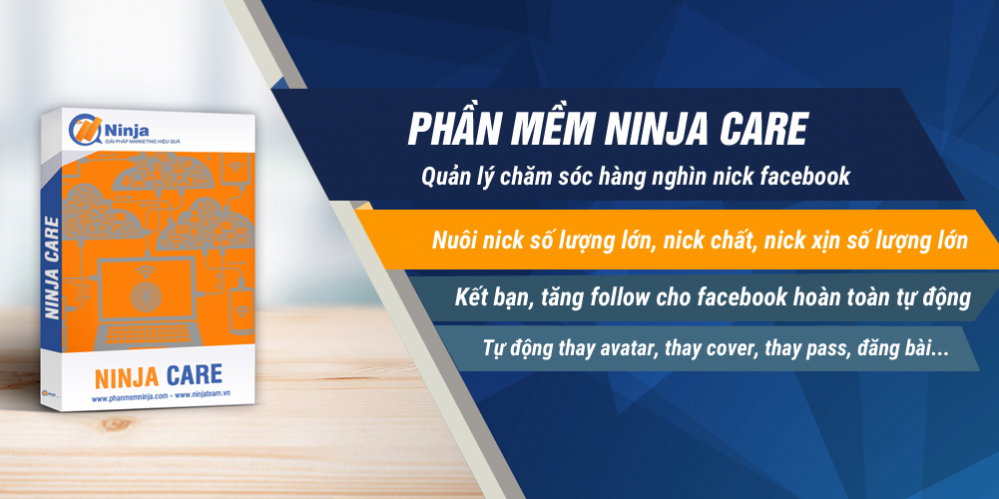 Ninja
GIẢI PHÁP MARKETING HIỆU QUẢ
NINJA CARE
NINJA CARE
www.phanmemninja.com - www.ninjateam.vn
PHẦN MỀM NINJA CARE
Quản lý chăm sóc hàng nghìn nick facebook
Nuôi nick số lượng lớn, nick chất, nick xịn số lượng lớn
Kết bạn, tăng follow cho facebook hoàn toàn tự động
Tự động thay avatar, thay cover, thay pass, đăng bài...